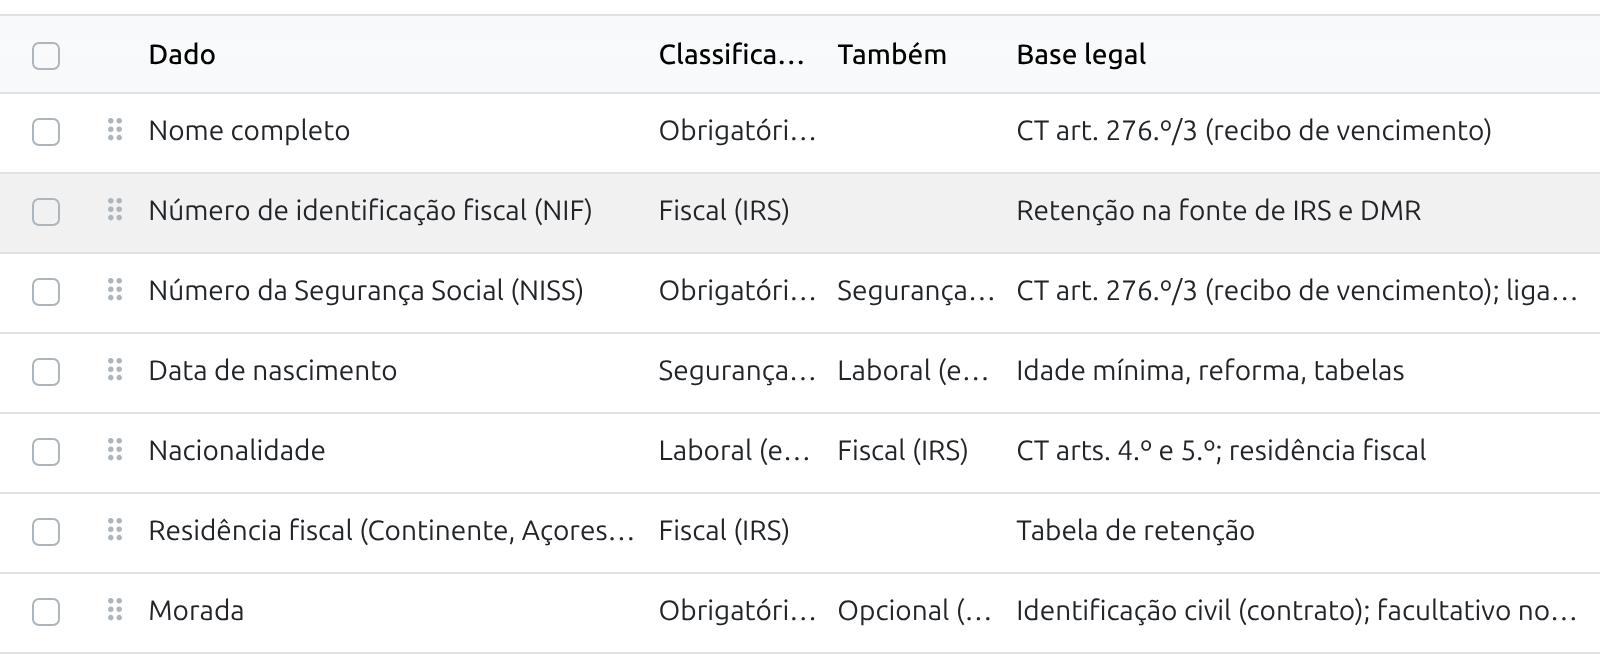 Dado Classifica… Também Base legal
Nome completo Obrigatóri… CT art. 276.º/3 (recibo de vencimento)
Número de identificação fiscal (NIF) Fiscal (IRS) Retenção na fonte de IRS e DMR
Número da Segurança Social (NISS) Obrigatóri… Segurança… CT art. 276.º/3 (recibo de vencimento); liga…
Data de nascimento Segurança… Laboral (e… Idade mínima, reforma, tabelas
Nacionalidade Laboral (e… Fiscal (IRS) CT arts. 4.º e 5.º; residência fiscal
Residência fiscal (Continente, Açores… Fiscal (IRS) Tabela de retenção
Morada Obrigatóri… Opcional (… Identificação civil (contrato); facultativo no…